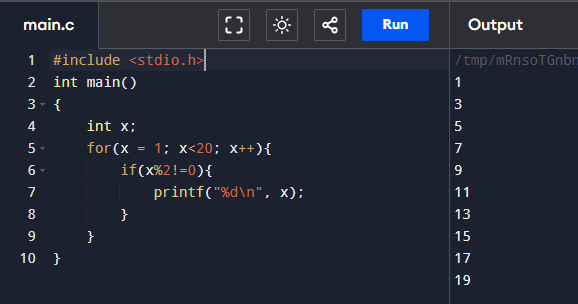 main.c Run Output
1 #include <stdio.h>
2 int main()
3 {
4 int x;
5 for(x = 1; x<20; x++){
6 if(x%2!=0){
7 printf("%d\n", x);
8 }
9 }
10 }
/tmp/mRnsoTGnbn
1
3
5
7
9
11
13
15
17
19